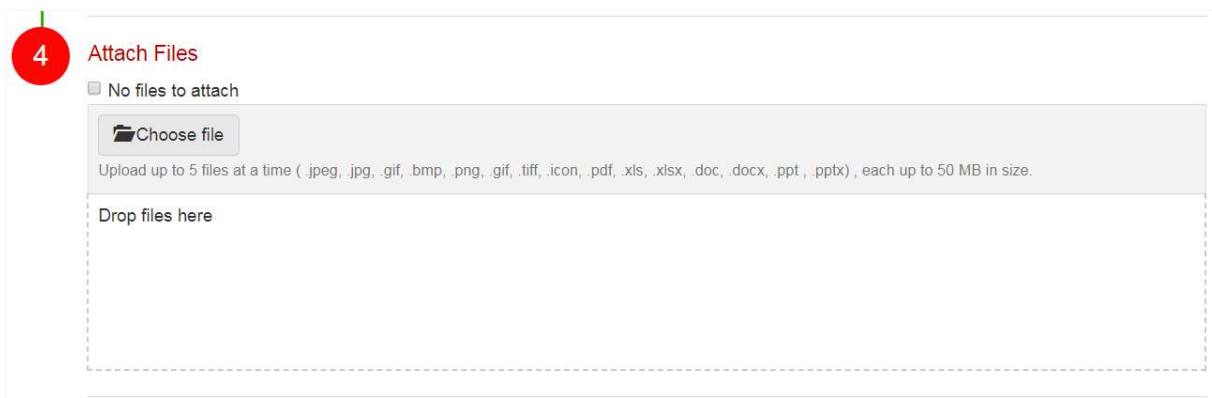 4
Attach Files
No files to attach
Choose file
Upload up to 5 files at a time ( .jpeg, .jpg, .gif, .bmp, .png, .gif, .tiff, .icon, .pdf, .xls, .xlsx, .doc, .docx, .ppt , .pptx) , each up to 50 MB in size.
Drop files here